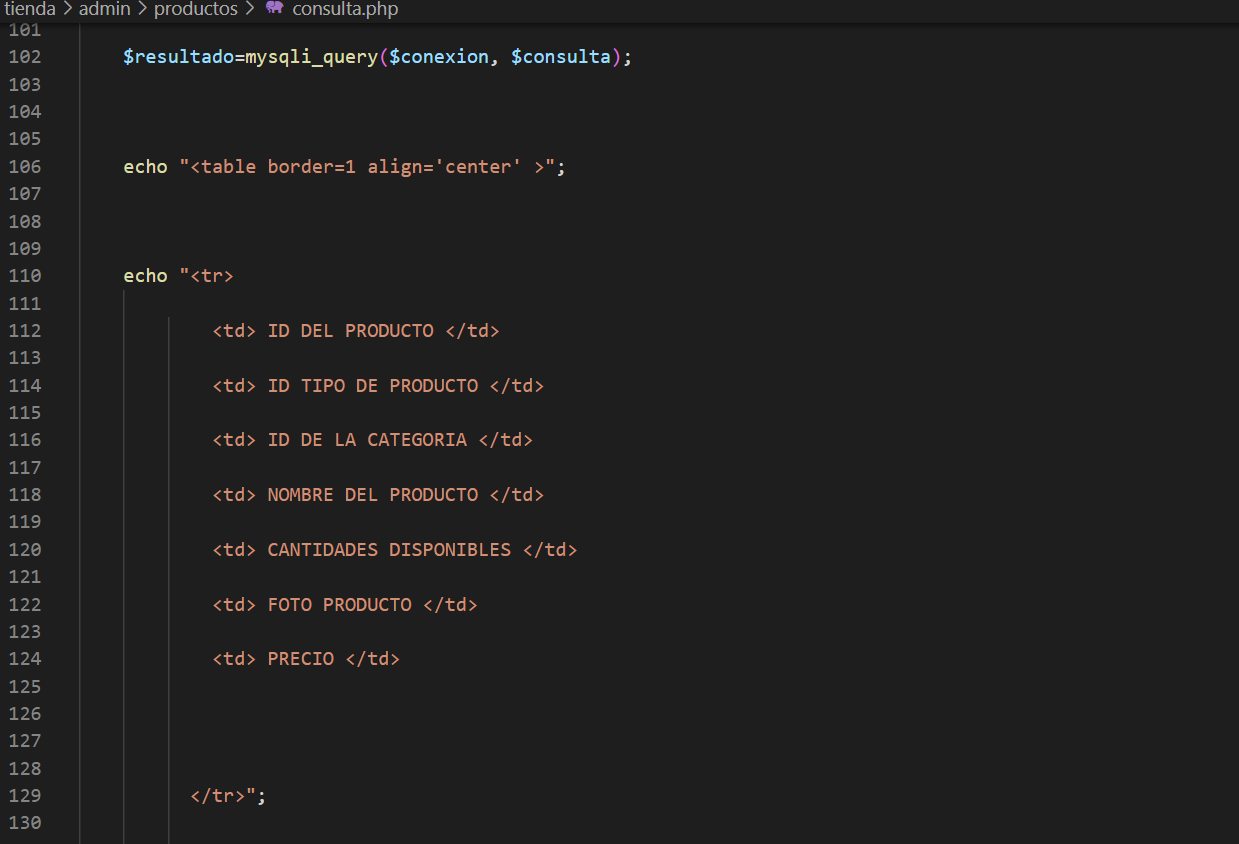 tienda > admin > productos > consulta.php
101
102 $resultado=mysqli_query($conexion, $consulta);
103
104
105
106 echo "<table border=1 align='center' >";
107
108
109
110 echo "<tr>
111
112 <td> ID DEL PRODUCTO </td>
113
114 <td> ID TIPO DE PRODUCTO </td>
115
116 <td> ID DE LA CATEGORIA </td>
117
118 <td> NOMBRE DEL PRODUCTO </td>
119
120 <td> CANTIDADES DISPONIBLES </td>
121
122 <td> FOTO PRODUCTO </td>
123
124 <td> PRECIO </td>
125
126
127
128
129 </tr>";
130